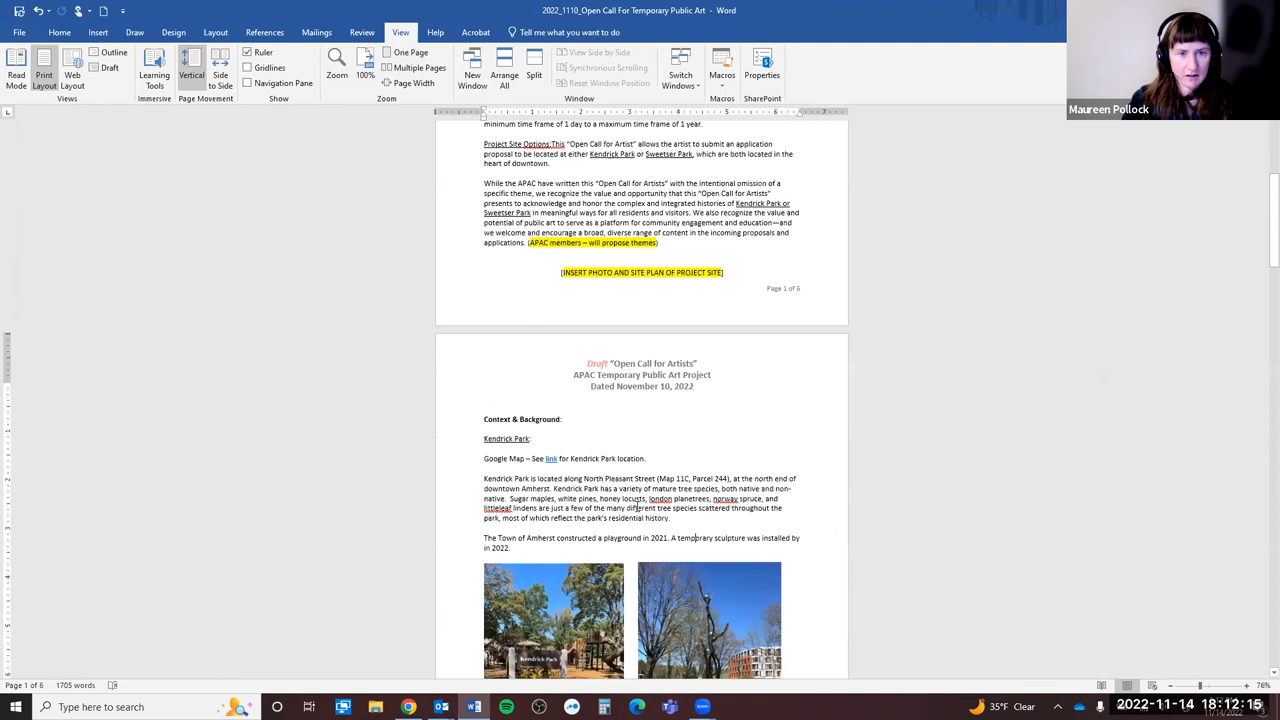 2022_1110_Open Call For Temporary Public Art - Word
File Home Insert Draw Design Layout References Mailings Review View Help Acrobat Tell me what you want to do
Read Mode
Print Layout
Web Layout
Outline
Draft
Views
Learning Tools
Immersive
Vertical
Side to Side
Page Movement
Ruler
Gridlines
Navigation Pane
Show
Zoom
100%
One Page
Multiple Pages
Page Width
Zoom
New Window
Arrange All
Split
View Side by Side
Synchronous Scrolling
Reset Window Position
Window
Switch Windows
Macros
Macros
Properties
SharePoint
Maureen Pollock
minimum time frame of 1 day to a maximum time frame of 1 year.
Project Site Options:This "Open Call for Artist" allows the artist to submit an application
proposal to be located at either Kendrick Park or Sweetser Park, which are both located in the
heart of downtown.
While the APAC have written this "Open Call for Artists" with the intentional omission of a
specific theme, we recognize the value and opportunity that this "Open Call for Artists"
presents to acknowledge and honor the complex and integrated histories of Kendrick Park or
Sweetser Park in meaningful ways for all residents and visitors. We also recognize the value and
potential of public art to serve as a platform for community engagement and education—and
we welcome and encourage a broad, diverse range of content in the incoming proposals and
applications. (APAC members – will propose themes)
[INSERT PHOTO AND SITE PLAN OF PROJECT SITE]
Page 1 of 6
Draft "Open Call for Artists"
APAC Temporary Public Art Project
Dated November 10, 2022
Context & Background:
Kendrick Park:
Google Map – See link for Kendrick Park location.
Kendrick Park is located along North Pleasant Street (Map 11C, Parcel 244), at the north end of
downtown Amherst. Kendrick Park has a variety of mature tree species, both native and non-
native. Sugar maples, white pines, honey locusts, london planetrees, norway spruce, and
littleleaf lindens are just a few of the many different tree species scattered throughout the
park, most of which reflect the park's residential history.
The Town of Amherst constructed a playground in 2021. A temporary sculpture was installed by
in 2022.
Kendrick Park
Page 1 of 6 1705 words
76%
Type here to search
35°F Clear
2022-11-14 18:12:15
11/14/2022